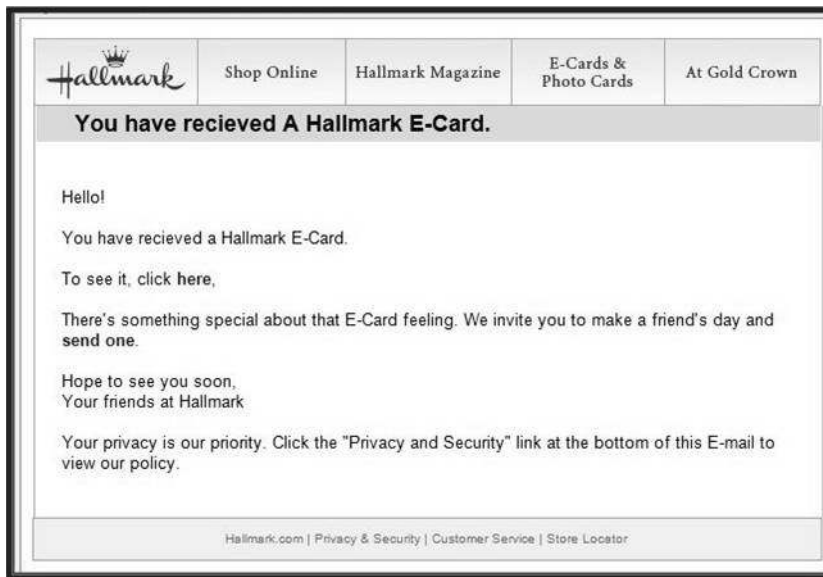 Hallmark
Shop Online
Hallmark Magazine
E-Cards &
Photo Cards
At Gold Crown
You have recieved A Hallmark E-Card.
Hello!
You have recieved a Hallmark E-Card.
To see it, click here,
There's something special about that E-Card feeling. We invite you to make a friend's day and
send one.
Hope to see you soon,
Your friends at Hallmark
Your privacy is our priority. Click the "Privacy and Security" link at the bottom of this E-mail to
view our policy.
Hallmark.com | Privacy & Security | Customer Service | Store Locator